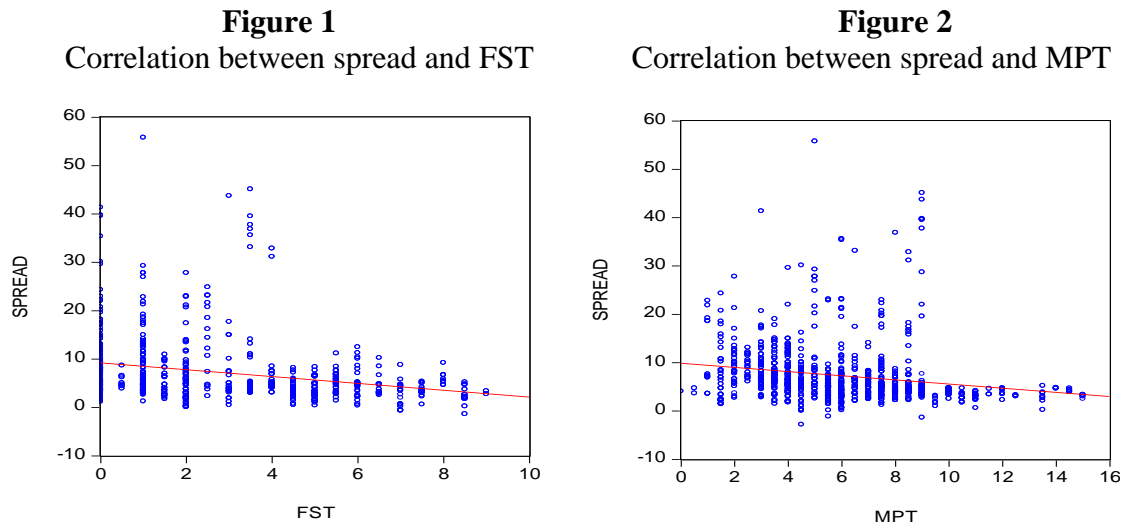 Figure 1
Correlation between spread and FST
60
50
40
30
20
10
0
-10
SPREAD
0 2 4 6 8 10
FST
Figure 2
Correlation between spread and MPT
60
50
40
30
20
10
0
-10
SPREAD
0 2 4 6 8 10 12 14 16
MPT